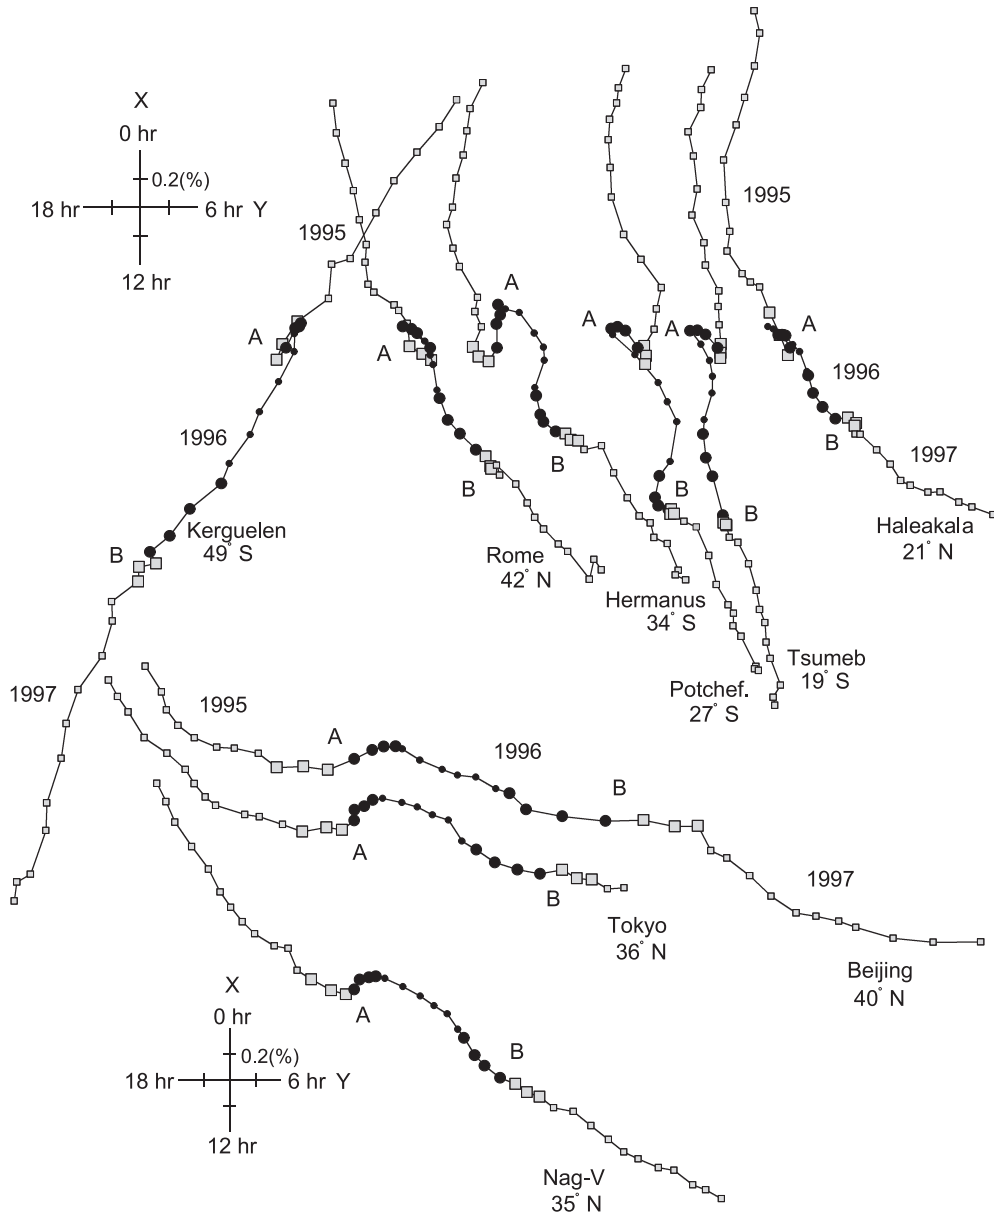 X
0 hr
0.2(%)
18 hr
6 hr Y
12 hr
1995
1995
A
A
A
A
A
A
1996
1997
B
Haleakala
21° N
1996
B
B
B
B
B
Kerguelen
49° S
Rome
42° N
Hermanus
34° S
Tsumeb
19° S
Potchef.
27° S
1997
1995
A
1996
B
A
1997
B
Tokyo
36° N
Beijing
40° N
X
0 hr
0.2(%)
18 hr
6 hr Y
12 hr
A
B
Nag-V
35° N